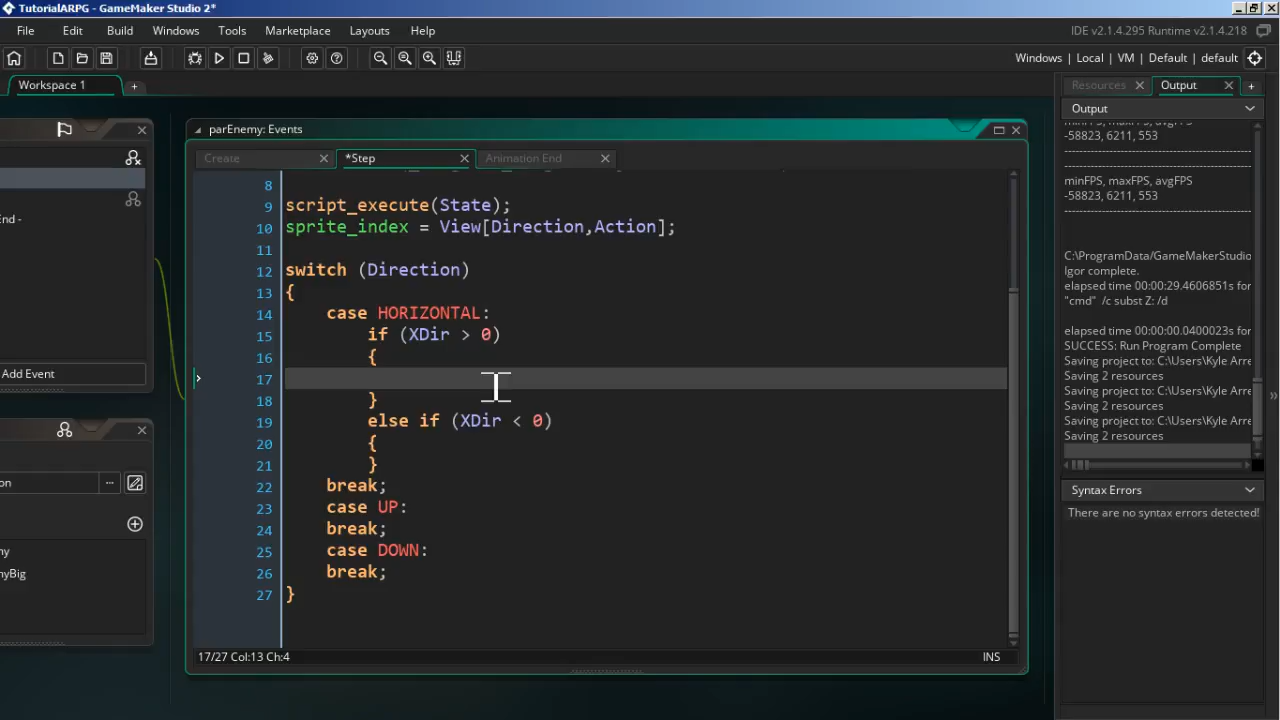 TutorialARPG - GameMaker Studio 2*
File Edit Build Windows Tools Marketplace Layouts Help
IDE v2.1.4.295 Runtime v2.1.4.218
Windows | Local | VM | Default | default
Workspace 1
Resources
Output
parEnemy: Events
Output
Create
*Step
Animation End
minFPS, maxFPS, avgFPS
-58823, 6211, 553
minFPS, maxFPS, avgFPS
-58823, 6211, 553
C:\ProgramData/GameMakerStudio
Igor complete.
elapsed time 00:00:29.4606851s for
"cmd" /c subst Z: /d
elapsed time 00:00:00.0400023s for
SUCCESS: Run Program Complete
Saving project to: C:\Users\Kyle Arre
Saving 2 resources
Saving project to: C:\Users\Kyle Arre
Saving 2 resources
Saving project to: C:\Users\Kyle Arre
Saving 2 resources
Syntax Errors
There are no syntax errors detected!
End -
Add Event
on
ny
nyBig
8
9 script_execute(State);
10 sprite_index = View[Direction,Action];
11
12 switch (Direction)
13 {
14 case HORIZONTAL:
15 if (XDir > 0)
16 {
17
18 }
19 else if (XDir < 0)
20 {
21 }
22 break;
23 case UP:
24 break;
25 case DOWN:
26 break;
27 }
17/27 Col:13 Ch:4
INS